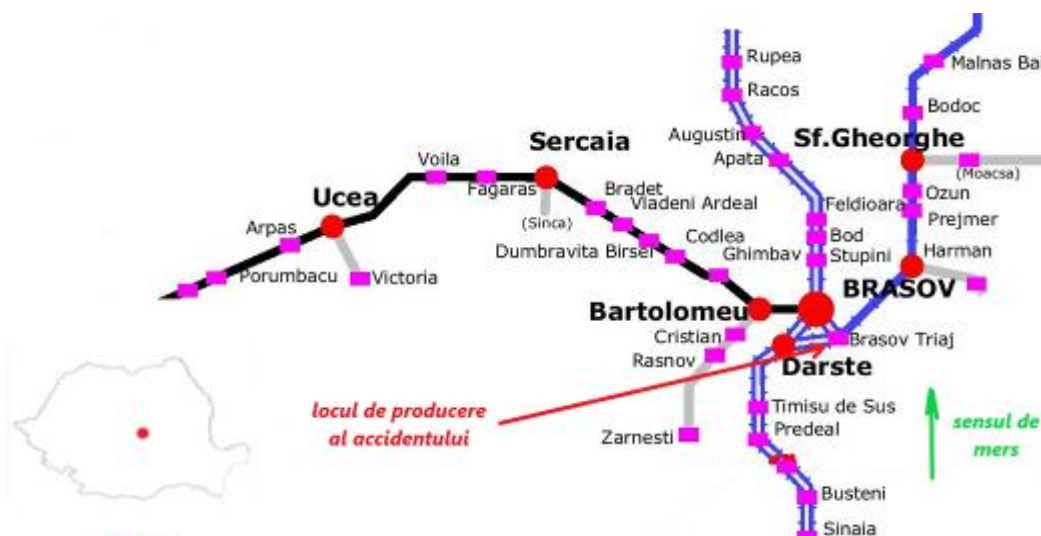 Rupea
Malnas Ba
Racos
Bodoc
Augustin
Sf.Gheorghe
Sercaia
Apata
Voila
(Moacsa)
Fagaras
Bradet
Ozun
Ucea
Vladeni Ardeal
Feldioara
Prejmer
(Sinca)
Arpas
Codlea
Bod
Dumbravita Birsei
Ghimbav
Stupini
Harman
Porumbacu
Victoria
BRASOV
Bartolomeu
Cristian
Brasov Triaj
Rasnov
Darste
locul de producere
al accidentului
Timisu de Sus
sensul de
mers
Zarnesti
Predeal
Busteni
Sinaia